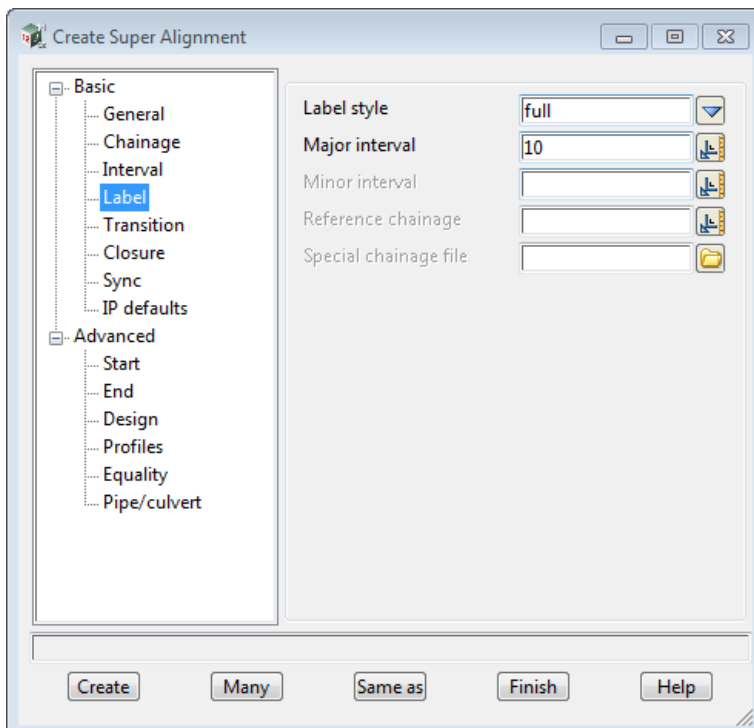 Create Super Alignment
Basic
General
Chainage
Interval
Label
Transition
Closure
Sync
IP defaults
Advanced
Start
End
Design
Profiles
Equality
Pipe/culvert
Label style full
Major interval 10
Minor interval
Reference chainage
Special chainage file
Create Many Same as Finish Help